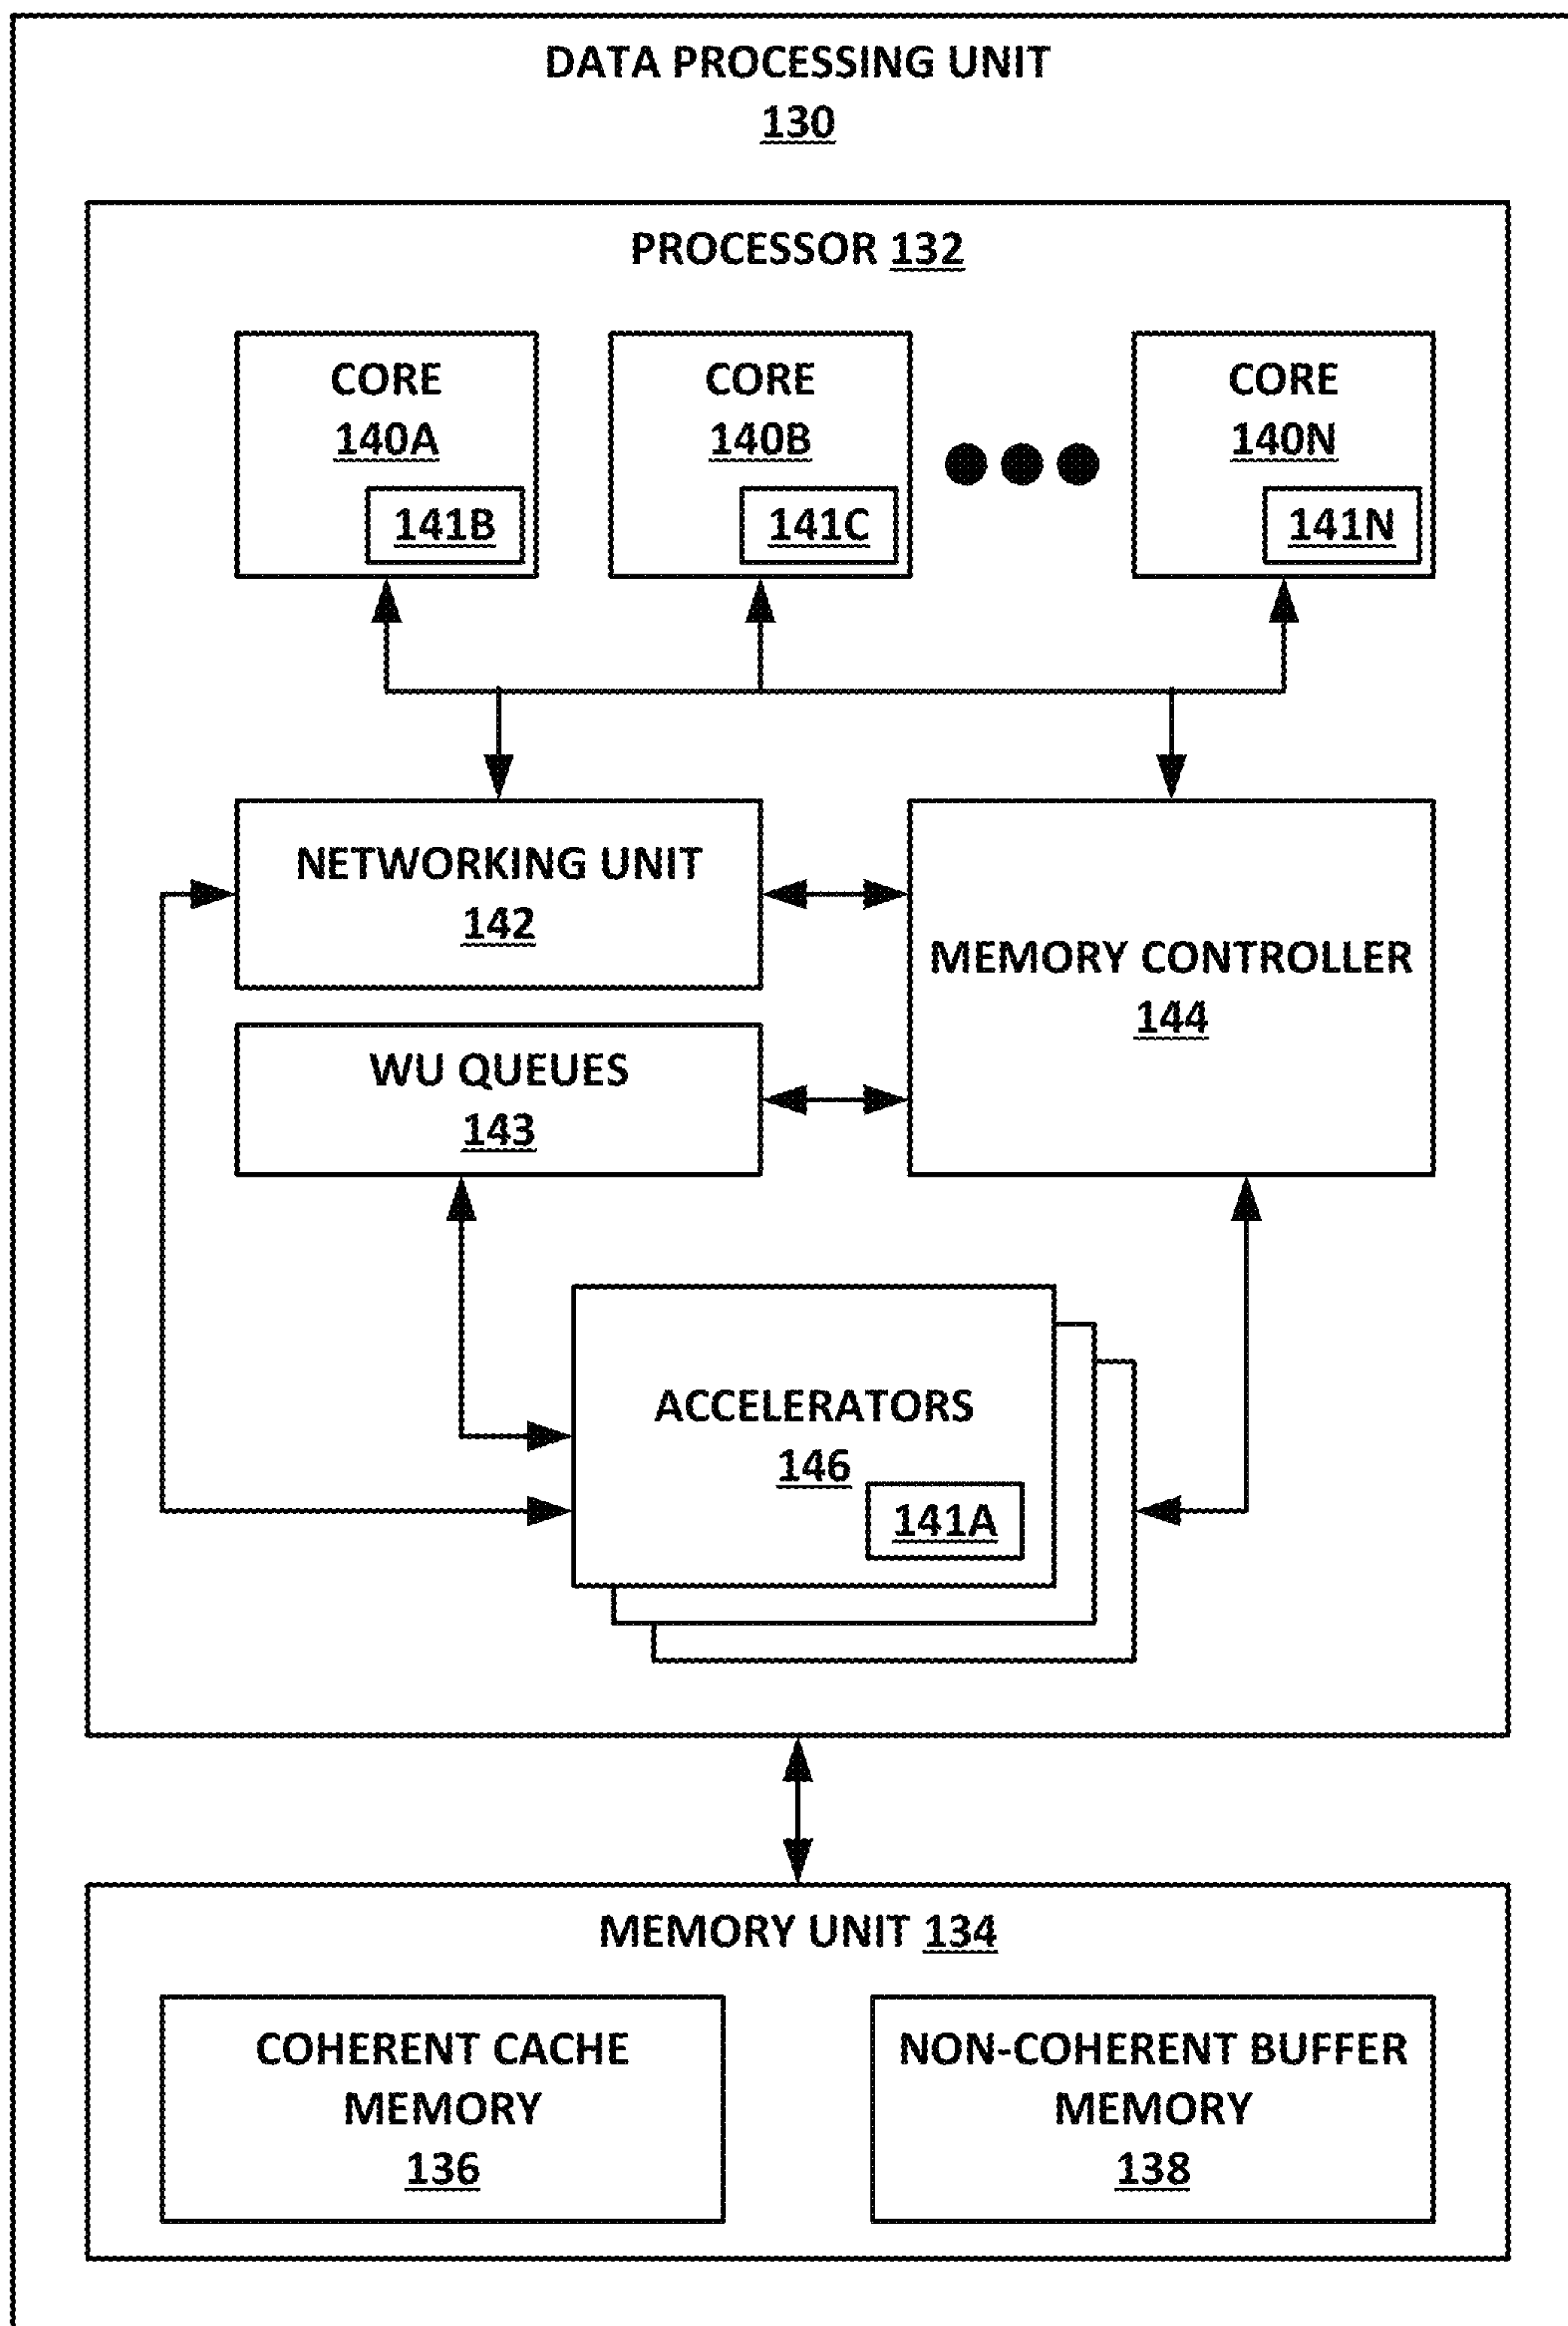 DATA PROCESSING UNIT
130
PROCESSOR 132
CORE
140A
141B
CORE
140B
141C
CORE
140N
141N
NETWORKING UNIT
142
MEMORY CONTROLLER
144
WU QUEUES
143
ACCELERATORS
146
141A
MEMORY UNIT 134
COHERENT CACHE
MEMORY
136
NON-COHERENT BUFFER
MEMORY
138